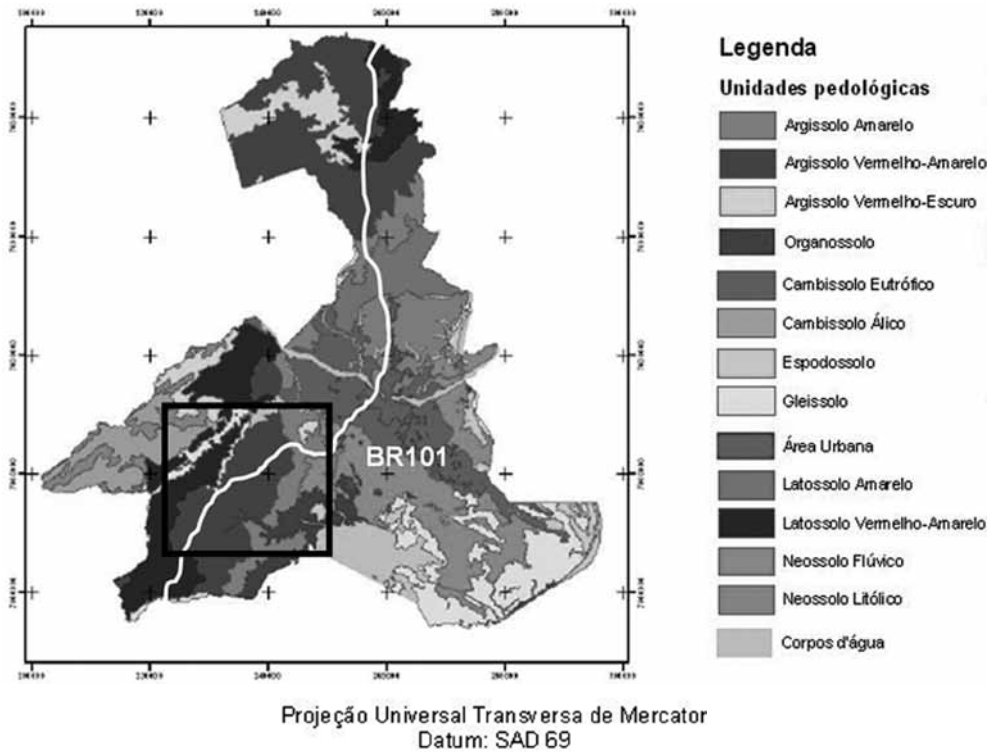 Legenda
Unidades pedológicas
Argissolo Amarelo
Argissolo Vermelho-Amarelo
Argissolo Vermelho-Escuro
Organossolo
Cambissolo Eutrófico
Cambissolo Álico
Espodossolo
Gleissolo
Área Urbana
Latossolo Amarelo
Latossolo Vermelho-Amarelo
Neossolo Flúvico
Neossolo Litólico
Corpos d'água
BR101
Projeção Universal Transversa de Mercator
Datum: SAD 69